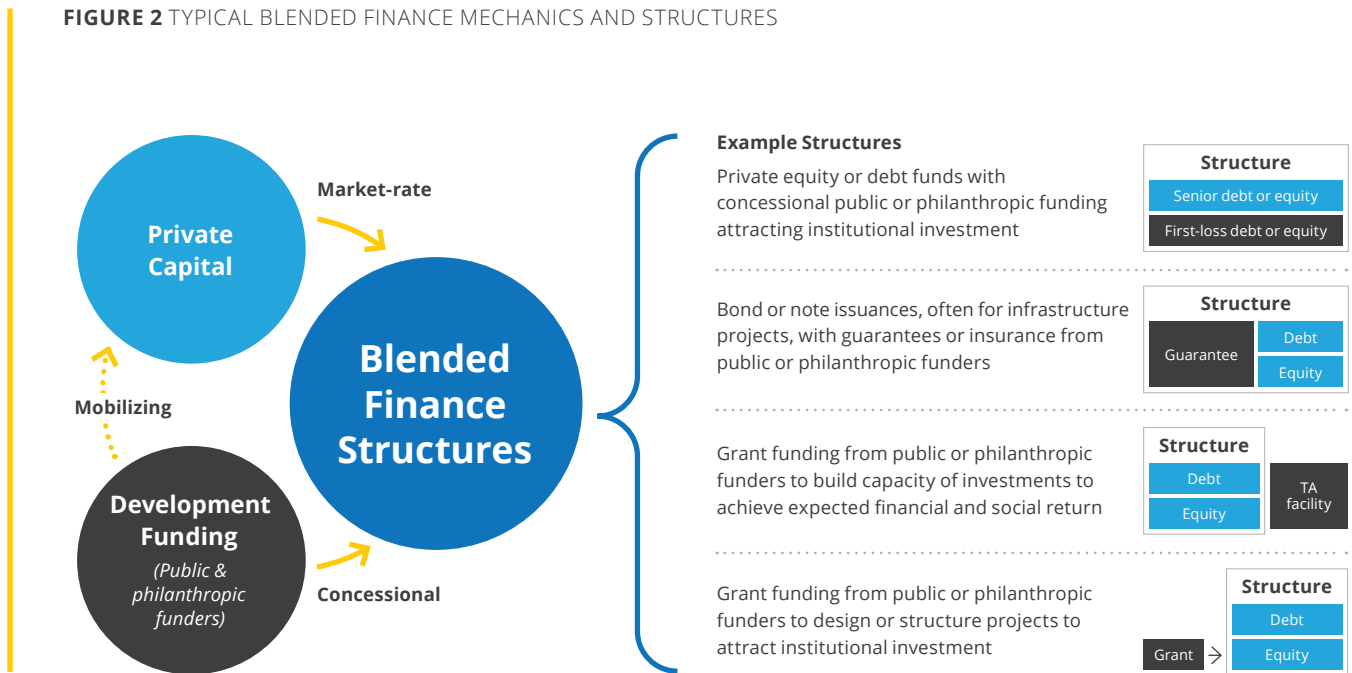 FIGURE 2 TYPICAL BLENDED FINANCE MECHANICS AND STRUCTURES
Private
Capital
Market-rate
Mobilizing
Development
Funding
(Public &
philanthropic
funders)
Concessional
Blended
Finance
Structures
Example Structures
Private equity or debt funds with
concessional public or philanthropic funding
attracting institutional investment
Structure
Senior debt or equity
First-loss debt or equity
Bond or note issuances, often for infrastructure
projects, with guarantees or insurance from
public or philanthropic funders
Structure
Guarantee
Debt
Equity
Grant funding from public or philanthropic
funders to build capacity of investments to
achieve expected financial and social return
Structure
Debt
Equity
TA
facility
Grant funding from public or philanthropic
funders to design or structure projects to
attract institutional investment
Grant
Structure
Debt
Equity